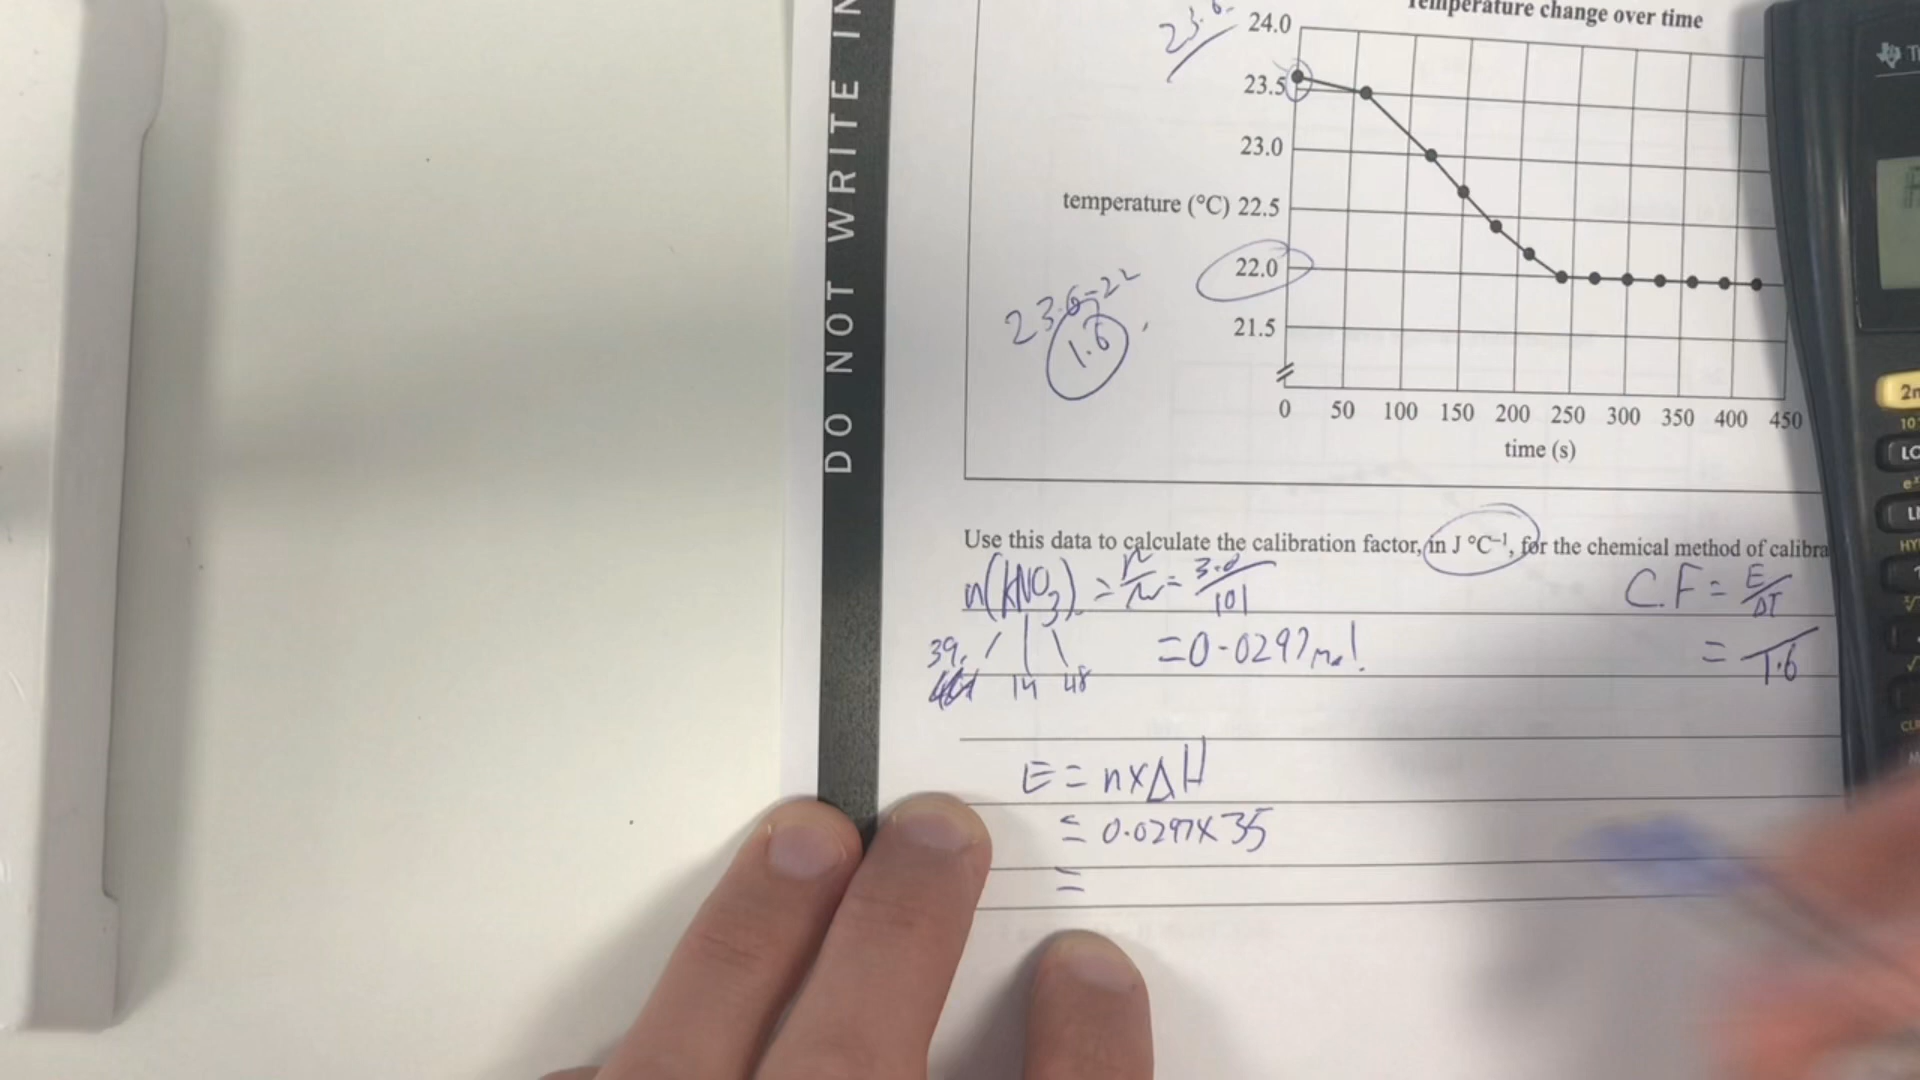 DO NOT WRITE IN
Temperature change over time
23.6
24.0
23.5
23.0
temperature (°C) 22.5
22.0
21.5
23.6-22
1.6
0 50 100 150 200 250 300 350 400 450
time (s)
Use this data to calculate the calibration factor, in J °C⁻¹, for the chemical method of calibra
n(KNO₃) = = 3.0/101
C.F = E/ΔT
39. 14 48
= 0.0297 mol.
= /1.6
E = n×ΔH
= 0.0297×35
=
2n
LO